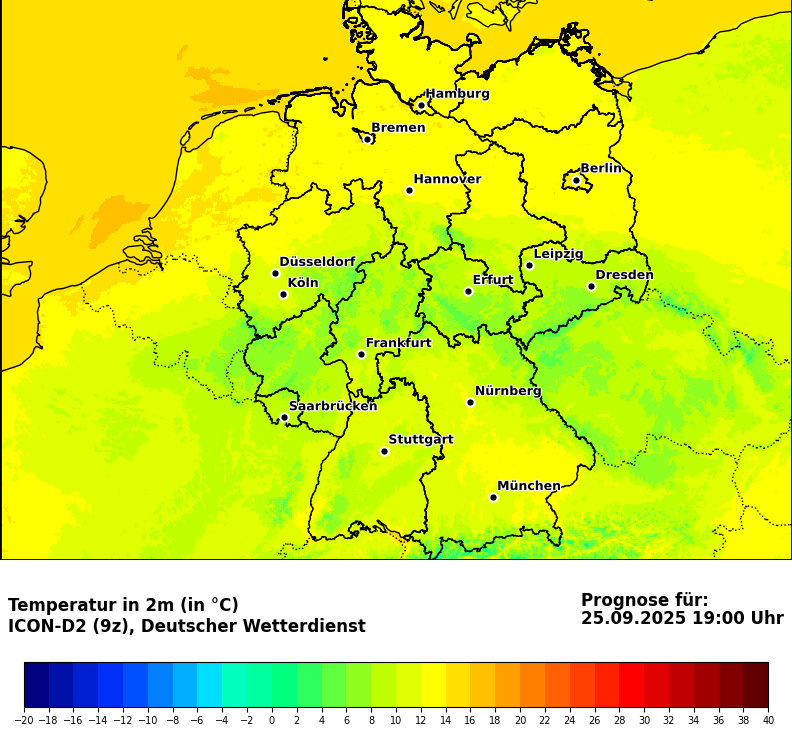 Hamburg
Bremen
Berlin
Hannover
Leipzig
Düsseldorf
Dresden
Köln
Erfurt
Frankfurt
Nürnberg
Saarbrücken
Stuttgart
München
Temperatur in 2m (in °C)
ICON-D2 (9z), Deutscher Wetterdienst
Prognose für:
25.09.2025 19:00 Uhr
−20 −18 −16 −14 −12 −10 −8 −6 −4 −2 0 2 4 6 8 10 12 14 16 18 20 22 24 26 28 30 32 34 36 38 40